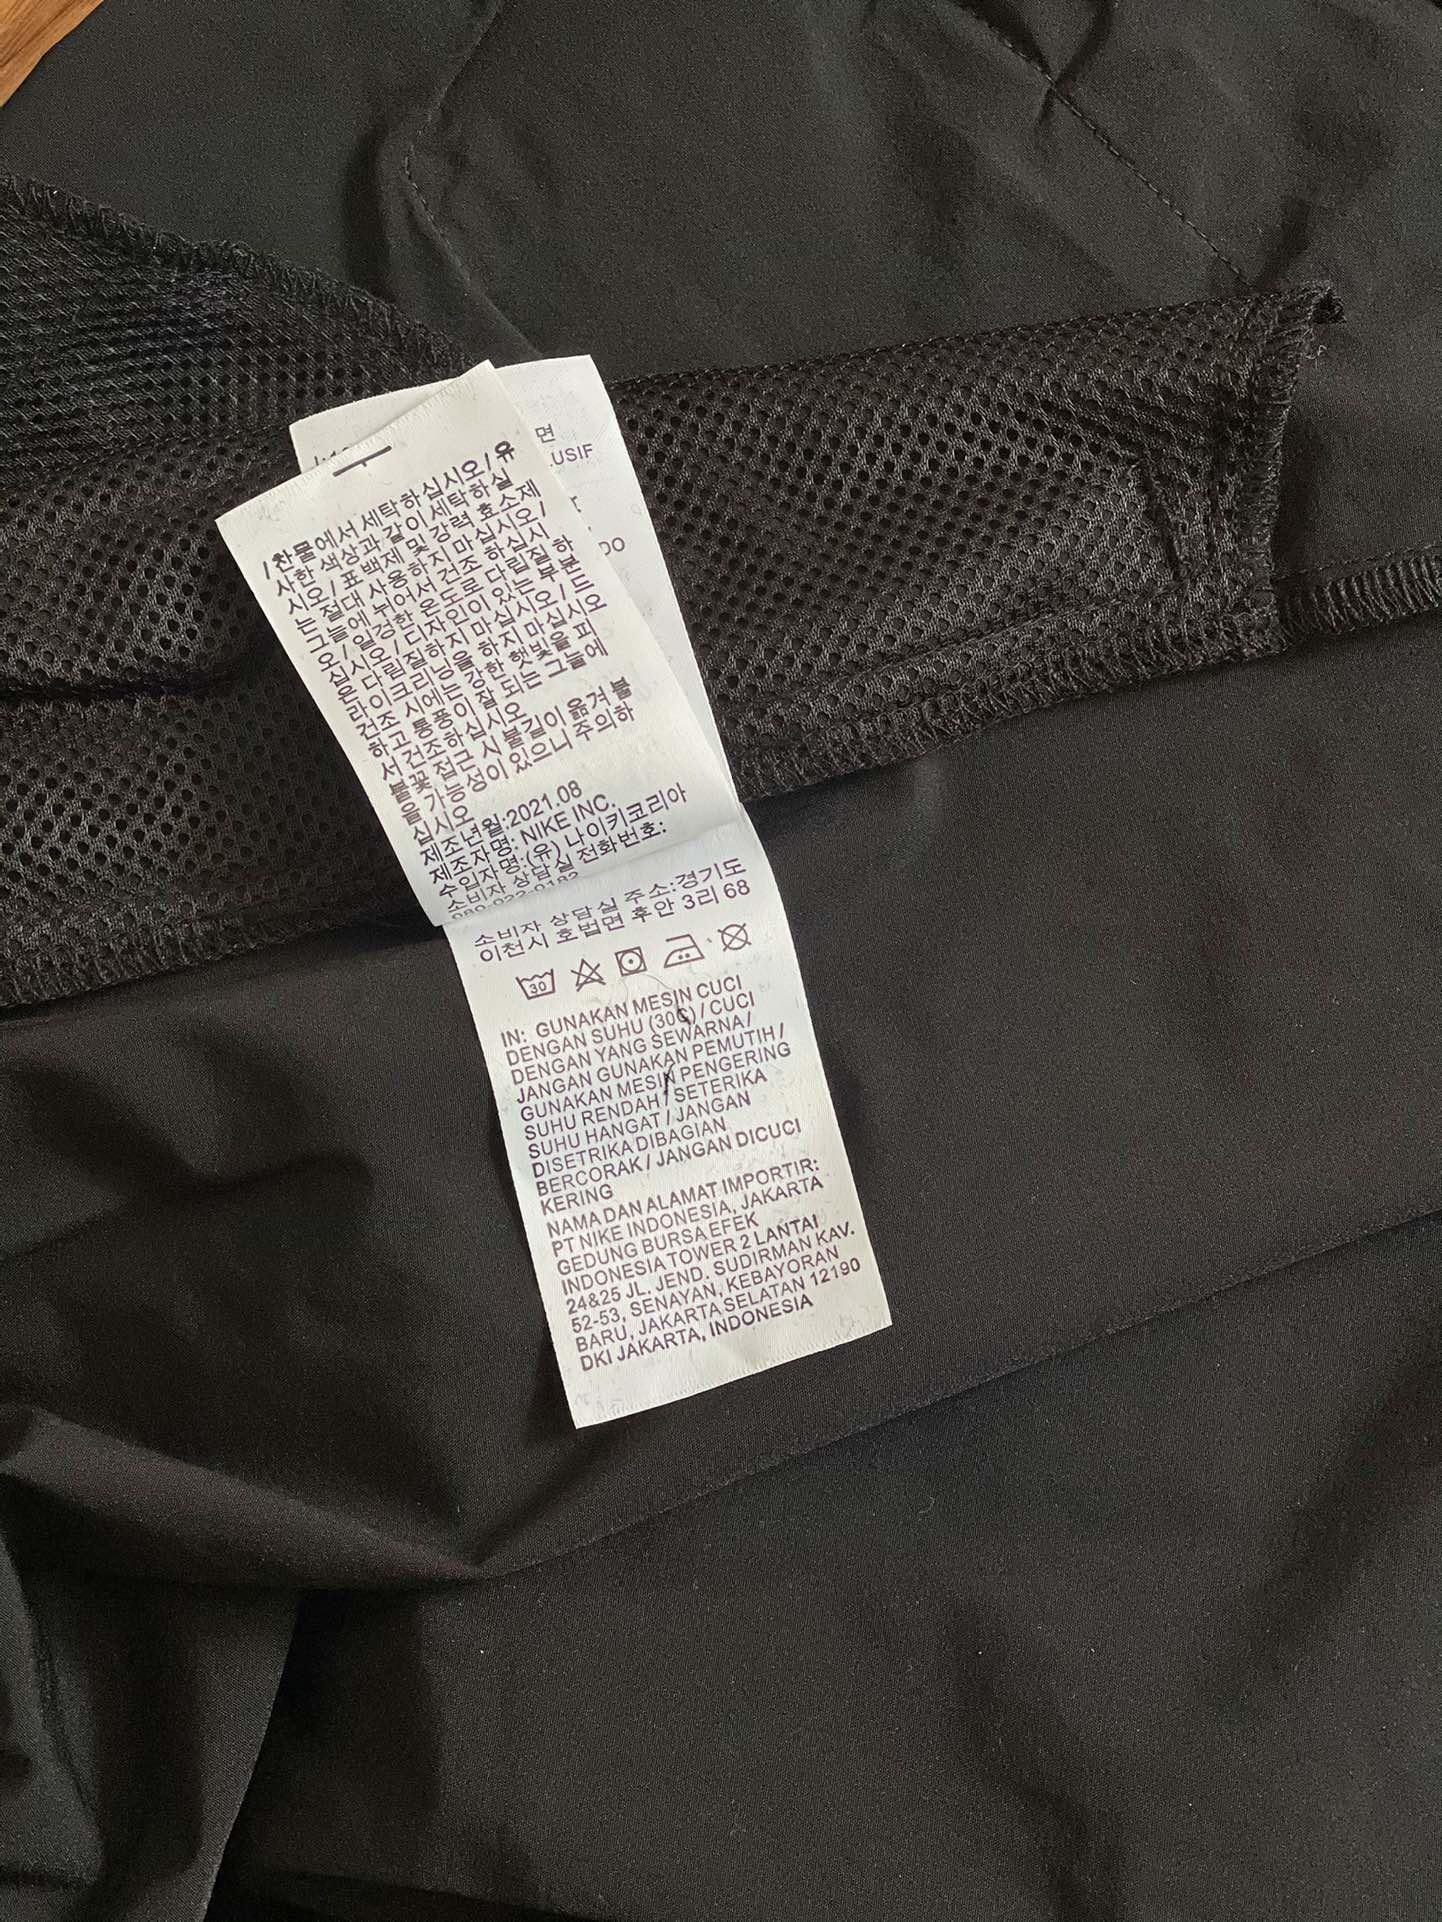 면
LUSIF
DO
/ 찬물에서 세탁하십시오 / 유
사한 색상과 같이 세탁하실
시오 / 표백제 및 강력 효소제
는 절대 사용하지 마십시오 /
그늘에 뉘어서 건조 하십시
오 / 일정한 온도로 다림질 하
십시오 / 디자인이 있는 부분
은 다림질하지 마십시오 / 드
라이크리닝을 하지 마십시오
건조 시에는 강한 햇빛을 피
하고 통풍이 잘 되는 그늘에
서 건조하십시오
불꽃 접근 시 불길이 옮겨 붙
을 가능성이 있으니 주의하
십시오
제조년월:2021.08
제조자명: NIKE INC.
수입자명:(유) 나이키코리아
소비자 상담실 전화번호:
080-022-0182
소비자 상담실 주소:경기도
이천시 호법면 후안 3리 68
30
IN: GUNAKAN MESIN CUCI
DENGAN SUHU (30C) / CUCI
DENGAN YANG SEWARNA /
JANGAN GUNAKAN PEMUTIH /
GUNAKAN MESIN PENGERING
SUHU RENDAH / SETERIKA
SUHU HANGAT / JANGAN
DISETRIKA DIBAGIAN
BERCORAK / JANGAN DICUCI
KERING
NAMA DAN ALAMAT IMPORTIR:
PT NIKE INDONESIA, JAKARTA
GEDUNG BURSA EFEK
INDONESIA TOWER 2 LANTAI
24&25 JL. JEND. SUDIRMAN KAV.
52-53, SENAYAN, KEBAYORAN
BARU, JAKARTA SELATAN 12190
DKI JAKARTA, INDONESIA